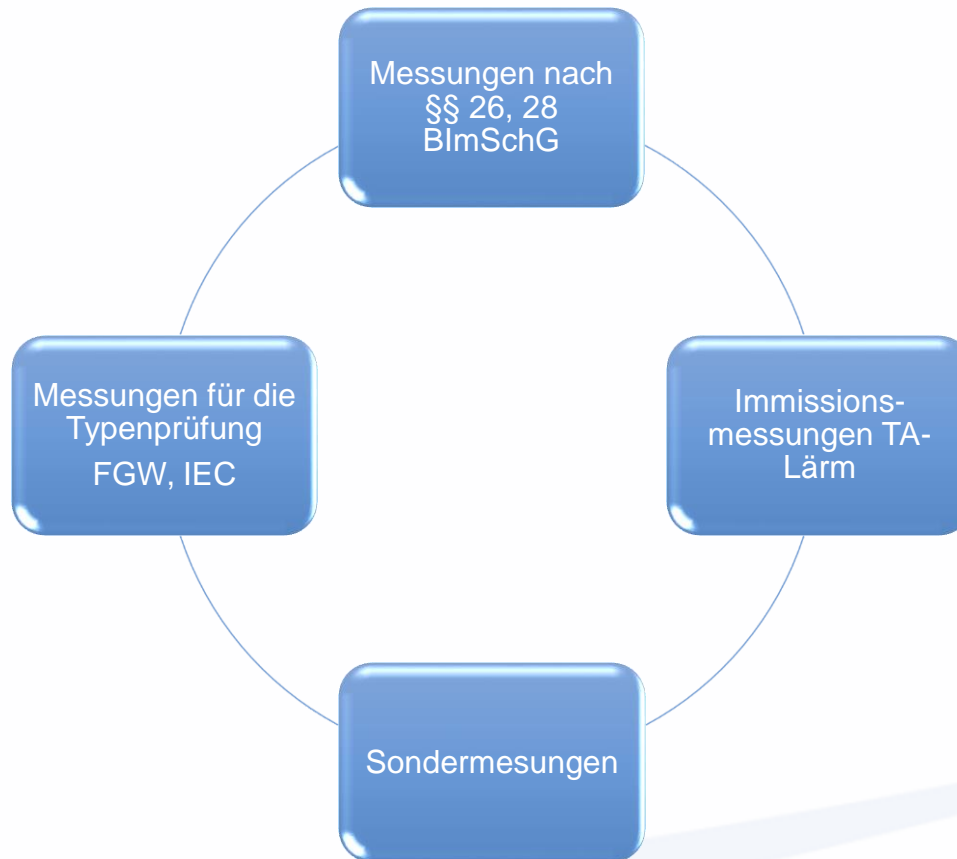 Messungen nach
§§ 26, 28
BImSchG
Messungen für die
Typenprüfung
FGW, IEC
Immissions-
messungen TA-
Lärm
Sondermesungen